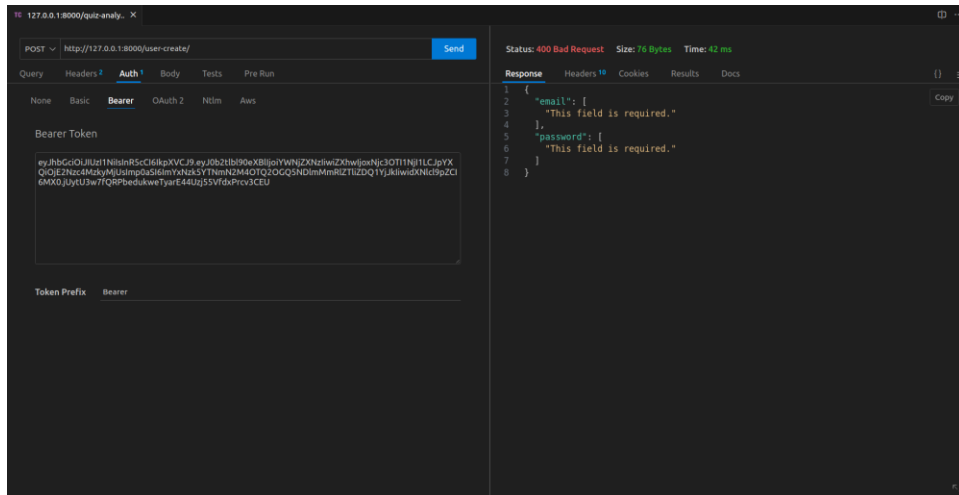 TC 127.0.0.1:8000/quiz-analy..
POST http://127.0.0.1:8000/user-create/ Send
Query Headers 2 Auth 1 Body Tests Pre Run
None Basic Bearer OAuth 2 Ntlm Aws
Bearer Token
Token Prefix Bearer
Status: 400 Bad Request Size: 76 Bytes Time: 42 ms
Response Headers 10 Cookies Results Docs {}
Copy
1 {
2 "email": [
3 "This field is required."
4 ],
5 "password": [
6 "This field is required."
7 ]
8 }